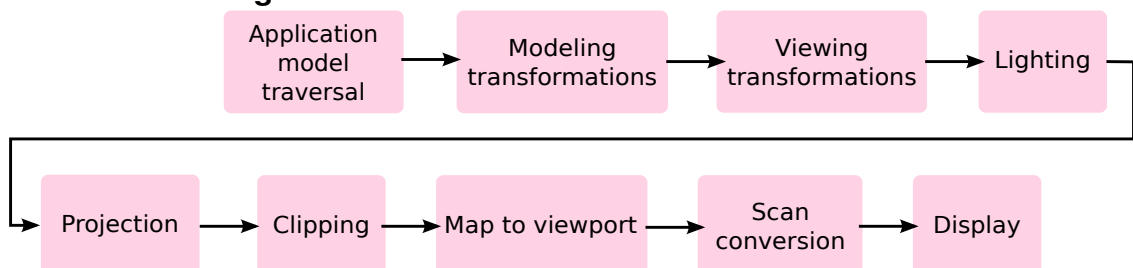 Application
model
traversal
Modeling
transformations
Viewing
transformations
Lighting
Projection
Clipping
Map to viewport
Scan
conversion
Display